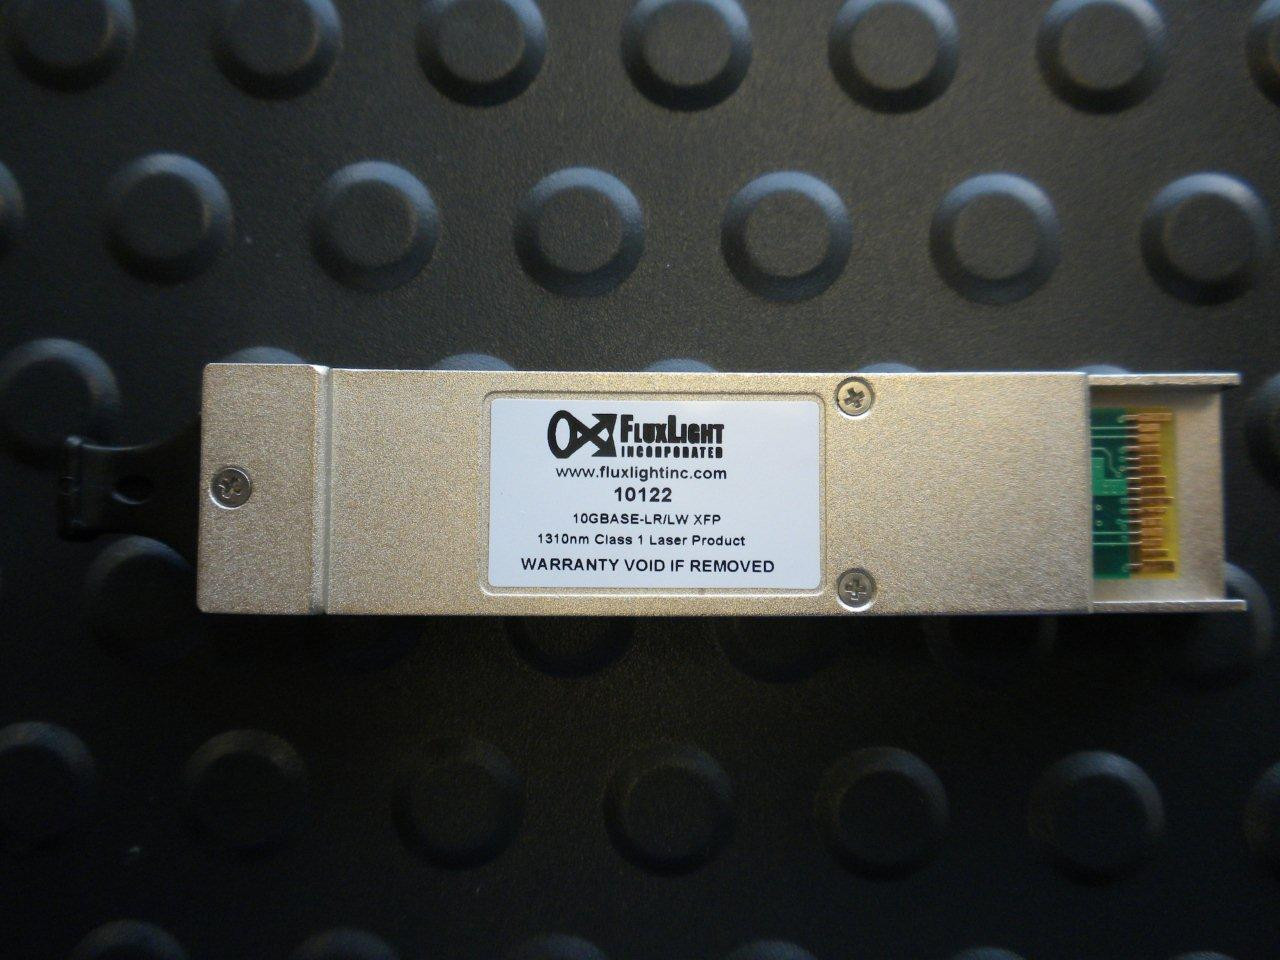 FLUXLIGHT
INCORPORATED
www.fluxlightinc.com
10122
10GBASE-LR/LW XFP
1310nm Class 1 Laser Product
WARRANTY VOID IF REMOVED